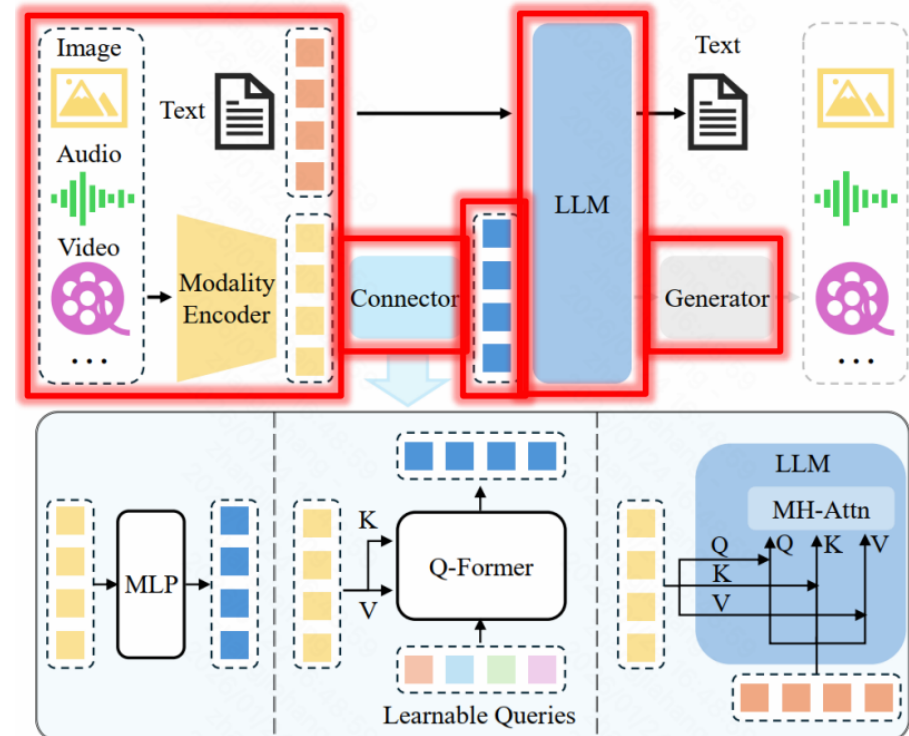 Image
Text
Text
Audio
LLM
Video
Modality
Encoder
Connector
Generator
...
...
LLM
MH-Attn
K
Q
Q
K
V
MLP
Q-Former
K
V
V
Learnable Queries